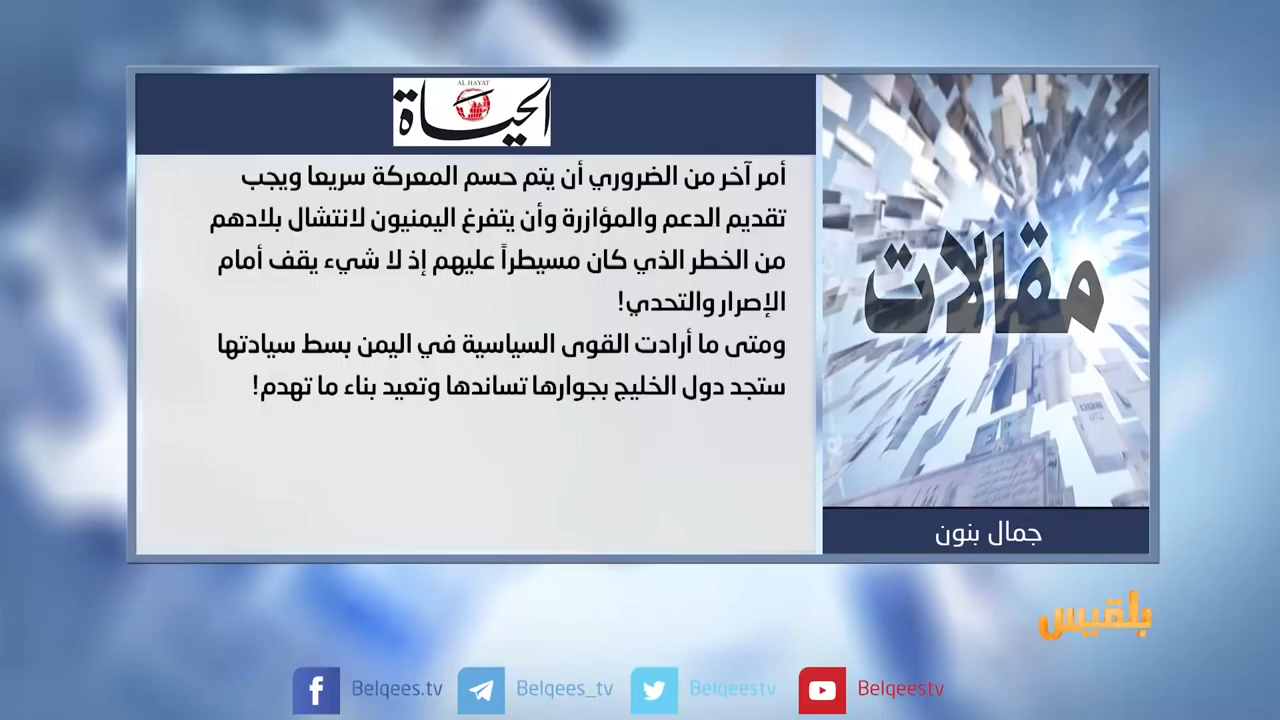 AL HAYAT
الحياة
أمر آخر من الضروري أن يتم حسم المعركة سريعا ويجب
تقديم الدعم والمؤازرة وأن يتفرغ اليمنيون لانتشال بلادهم
من الخطر الذي كان مسيطراً عليهم إذ لا شيء يقف أمام
الإصرار والتحدي!
ومتى ما أرادت القوى السياسية في اليمن بسط سيادتها
ستجد دول الخليج بجوارها تساندها وتعيد بناء ما تهدم!
مقالات
جمال بنون
بلقيس
Belqees.tv
Belqees_tv
Belqeestv
Belqeestv